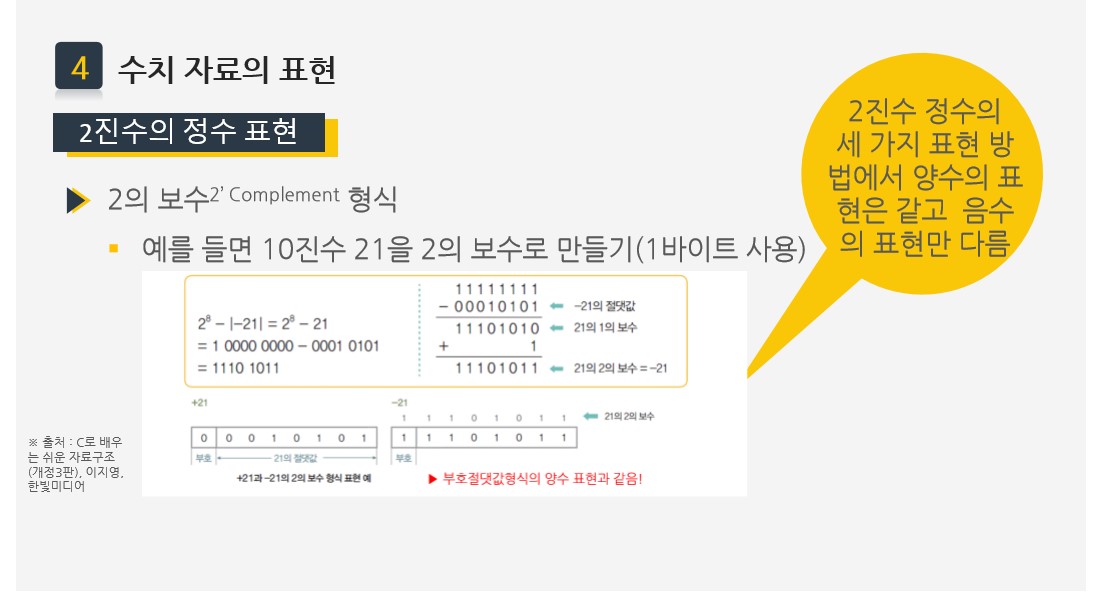 4 수치 자료의 표현
2진수의 정수 표현
2의 보수2’ Complement 형식
예를 들면 10진수 21을 2의 보수로 만들기(1바이트 사용)
2진수 정수의
세 가지 표현 방
법에서 양수의 표
현은 같고 음수
의 표현만 다름
2⁸ − |−21| = 2⁸ − 21
= 1 0000 0000 − 0001 0101
= 1110 1011
11111111
− 00010101 −21의 절댓값
11101010 21의 1의 보수
+ 1
11101011 21의 2의 보수 = −21
+21
0 0 0 1 0 1 0 1
부호 21의 절댓값
−21
1 1 1 0 1 0 1 1 21의 2의 보수
1 1 1 0 1 0 1 1
부호
+21과 −21의 2의 보수 형식 표현 예
▶ 부호절댓값형식의 양수 표현과 같음!
※ 출처 : C로 배우
는 쉬운 자료구조
(개정3판), 이지영,
한빛미디어